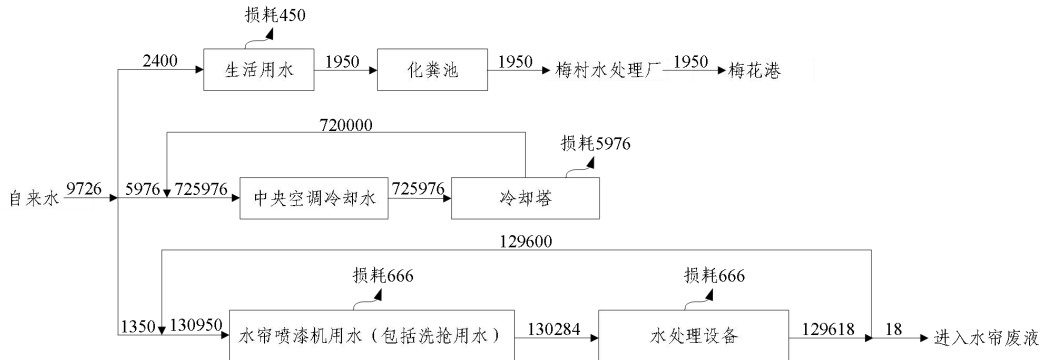 损耗450
2400
生活用水
1950
化粪池
1950
梅村水处理厂
1950
梅花港
720000
损耗5976
自来水
9726
5976
725976
中央空调冷却水
725976
冷却塔
129600
损耗666
损耗666
1350
130950
水帘喷漆机用水（包括洗抢用水）
130284
水处理设备
129618
18
进入水帘废液